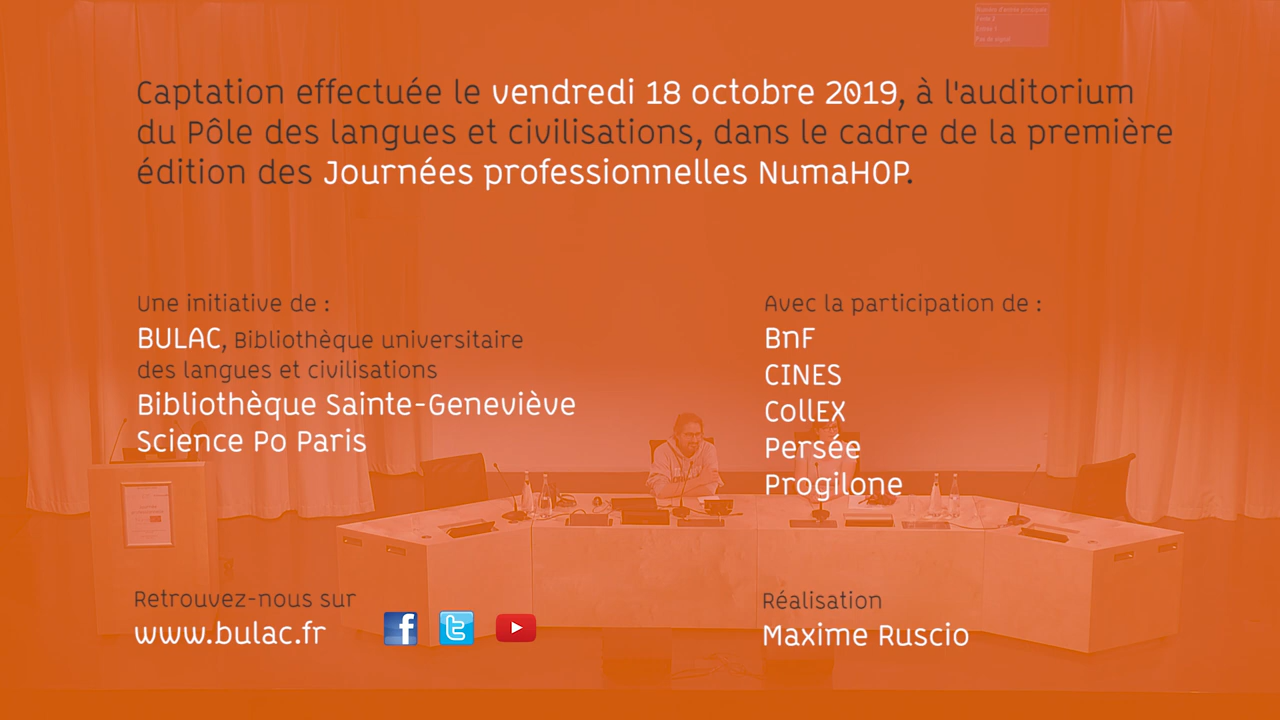 Captation effectuée le vendredi 18 octobre 2019, à l'auditorium
du Pôle des langues et civilisations, dans le cadre de la première
édition des Journées professionnelles NumaHOP.
Une initiative de :
BULAC, Bibliothèque universitaire
des langues et civilisations
Bibliothèque Sainte-Geneviève
Science Po Paris
Avec la participation de :
BnF
CINES
CollEX
Persée
Progilone
Retrouvez-nous sur
www.bulac.fr
Réalisation
Maxime Ruscio